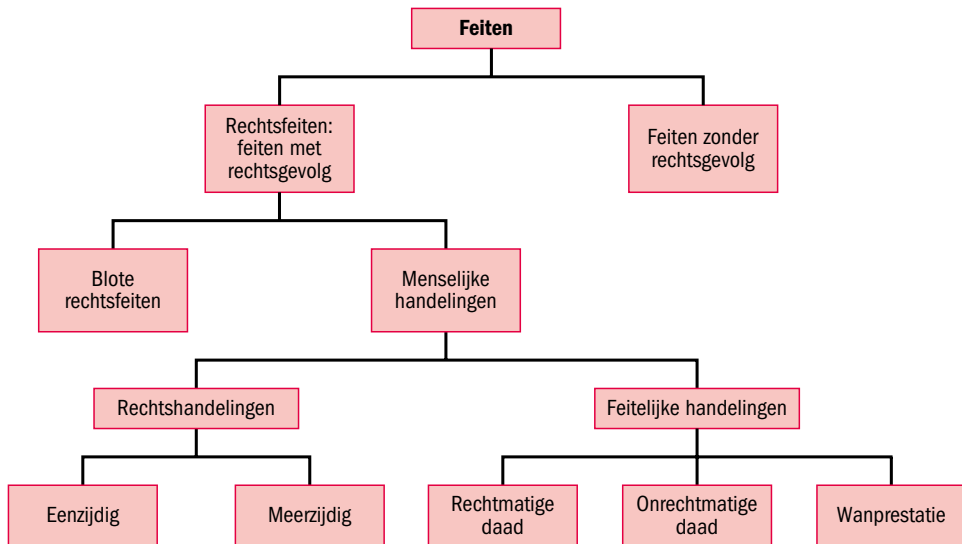 Feiten
Rechtsfeiten:
feiten met
rechtsgevolg
Feiten zonder
rechtsgevolg
Blote
rechtsfeiten
Menselijke
handelingen
Rechtshandelingen
Feitelijke handelingen
Eenzijdig
Meerzijdig
Rechtmatige
daad
Onrechtmatige
daad
Wanprestatie